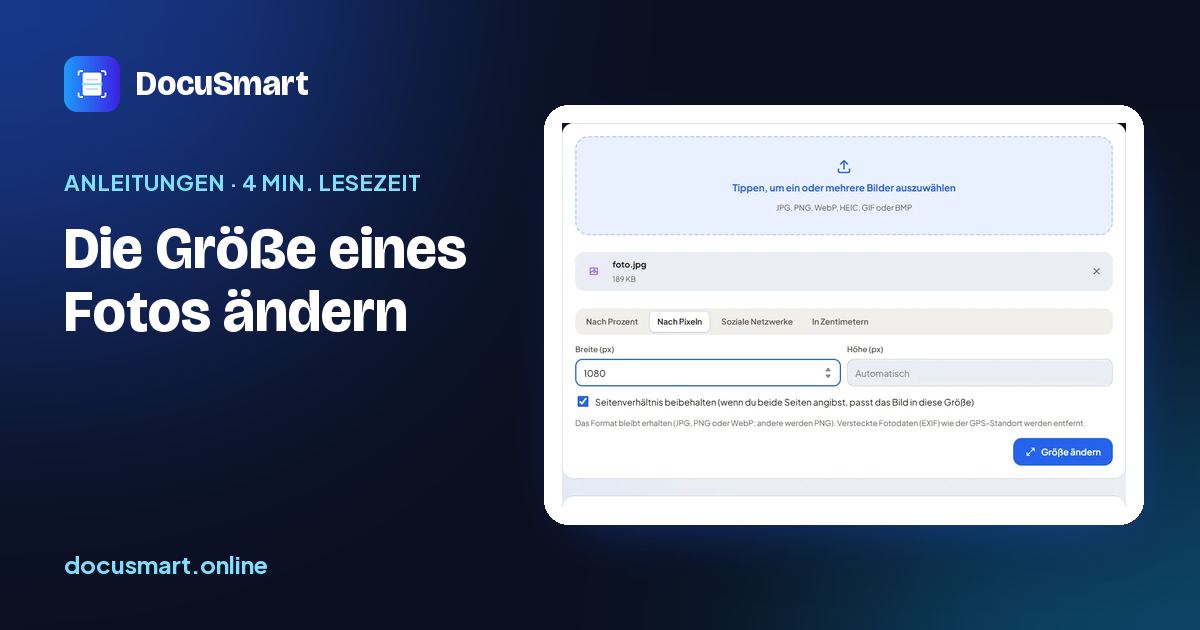 DocuSmart
ANLEITUNGEN · 4 MIN. LESEZEIT
Die Größe eines
Fotos ändern
docusmart.online
Tippen, um ein oder mehrere Bilder auszuwählen
JPG, PNG, WebP, HEIC, GIF oder BMP
foto.jpg
189 KB
Nach Prozent Nach Pixeln Soziale Netzwerke In Zentimetern
Breite (px) Höhe (px)
1080 Automatisch
Seitenverhältnis beibehalten (wenn du beide Seiten angibst, passt das Bild in diese Größe)
Das Format bleibt erhalten (JPG, PNG oder WebP; andere werden PNG). Versteckte Fotodaten (EXIF) wie der GPS-Standort werden entfernt.
Größe ändern